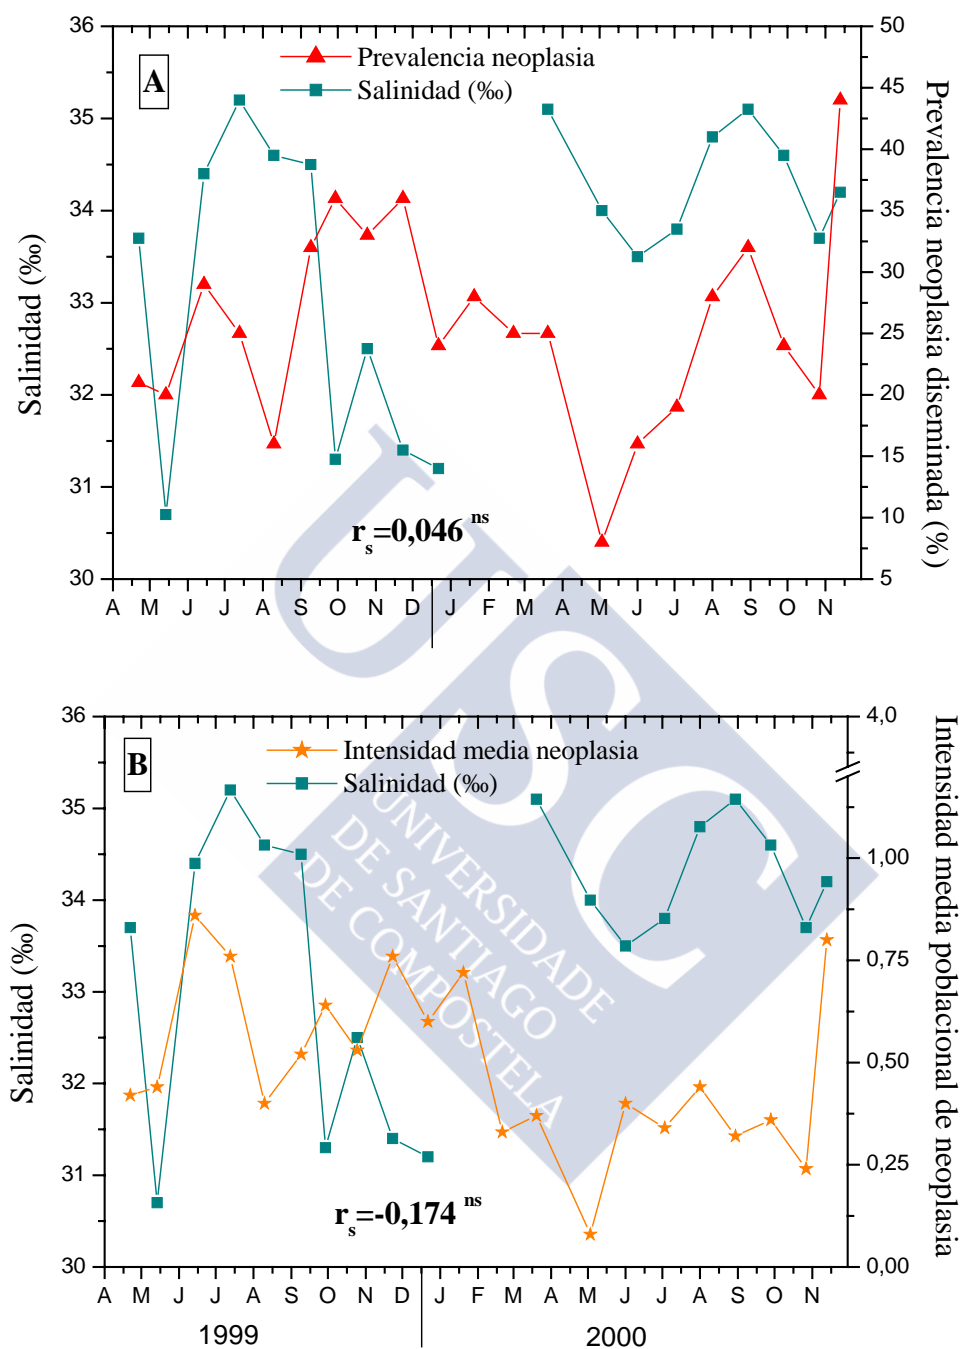 A
Prevalencia neoplasia
Salinidad (‰)
36
35
34
33
32
31
30
Salinidad (‰)
50
45
40
35
30
25
20
15
10
5
Prevalencia neoplasia diseminada (%)
rs=0,046 ns
A M J J A S O N D J F M A M J J A S O N
B
Intensidad media neoplasia
Salinidad (‰)
36
35
34
33
32
31
30
Salinidad (‰)
4,0
1,00
0,75
0,50
0,25
0,00
Intensidad media poblacional de neoplasia
rs=-0,174 ns
A M J J A S O N D J F M A M J J A S O N
1999 2000
USC
UNIVERSIDADE
DE SANTIAGO
DE COMPOSTELA